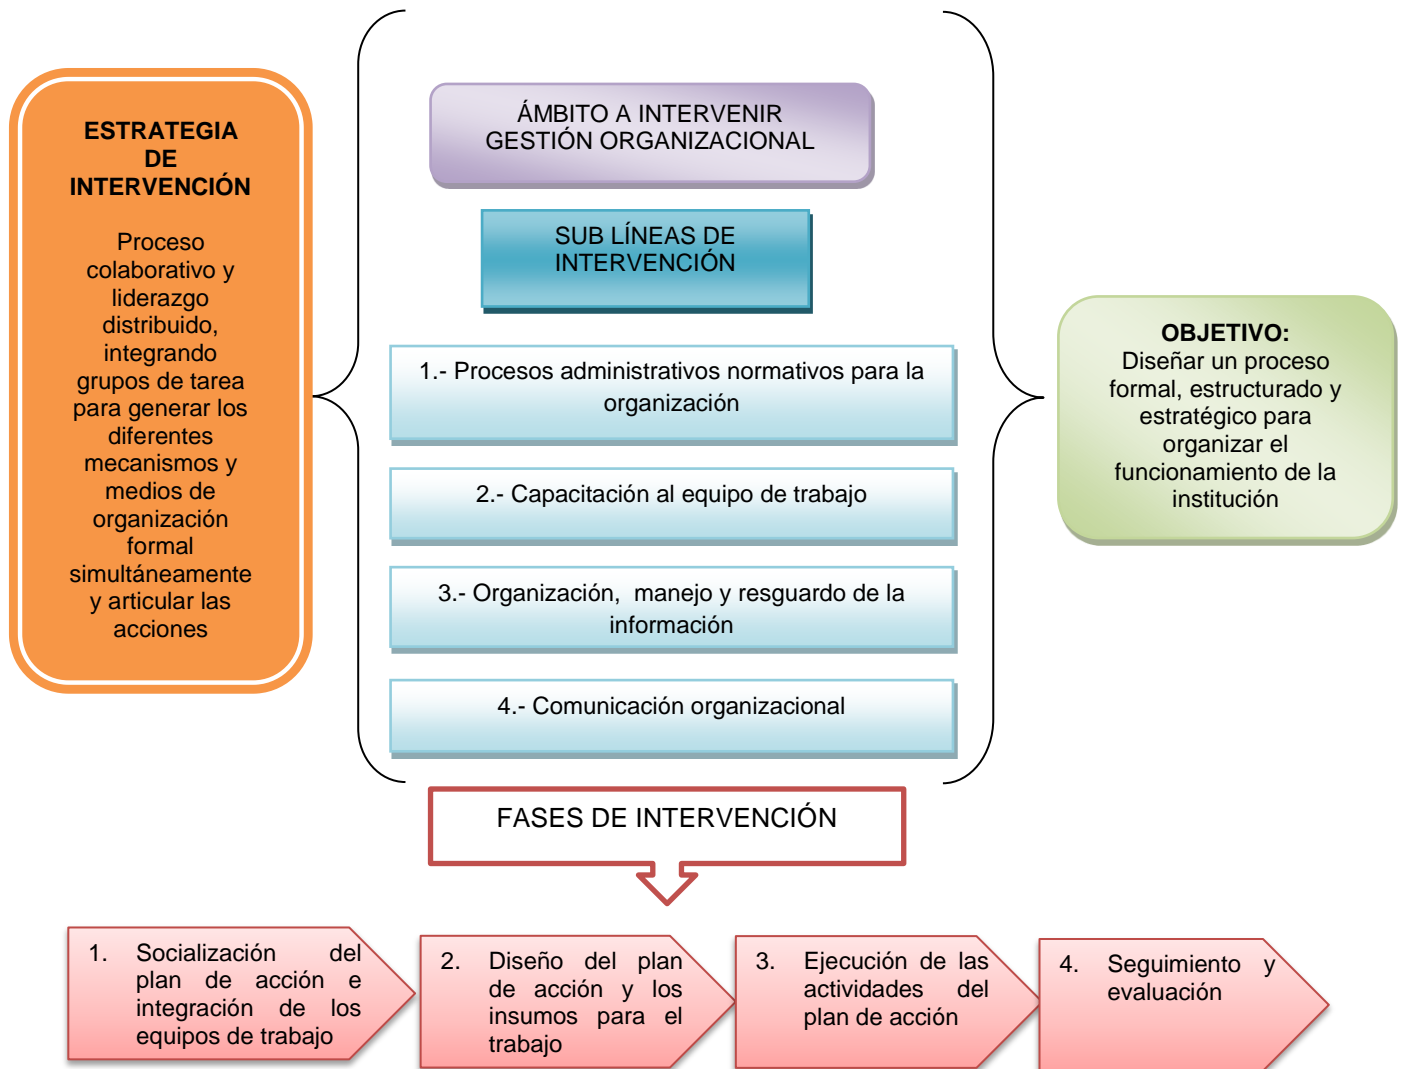 ESTRATEGIA
DE
INTERVENCIÓN
Proceso
colaborativo y
liderazgo
distribuido,
integrando
grupos de tarea
para generar los
diferentes
mecanismos y
medios de
organización
formal
simultáneamente
y articular las
acciones
ÁMBITO A INTERVENIR
GESTIÓN ORGANIZACIONAL
SUB LÍNEAS DE
INTERVENCIÓN
1.- Procesos administrativos normativos para la
organización
2.- Capacitación al equipo de trabajo
3.- Organización, manejo y resguardo de la
información
4.- Comunicación organizacional
OBJETIVO:
Diseñar un proceso
formal, estructurado y
estratégico para
organizar el
funcionamiento de la
institución
FASES DE INTERVENCIÓN
1. Socialización del
plan de acción e
integración de los
equipos de trabajo
2. Diseño del plan
de acción y los
insumos para el
trabajo
3. Ejecución de las
actividades del
plan de acción
4. Seguimiento y
evaluación